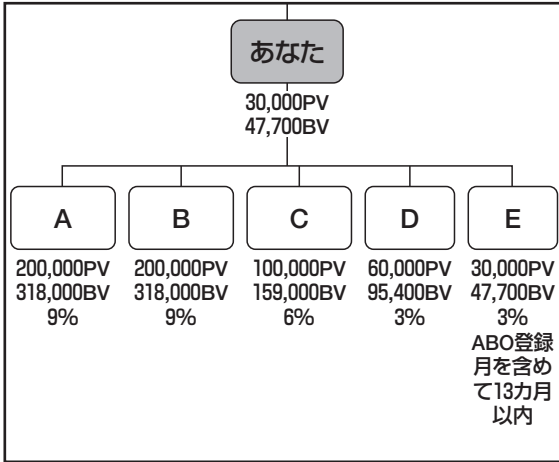 あなた
30,000PV
47,700BV
A
200,000PV
318,000BV
9%
B
200,000PV
318,000BV
9%
C
100,000PV
159,000BV
6%
D
60,000PV
95,400BV
3%
E
30,000PV
47,700BV
3%
ABO登録
月を含め
て13カ月
以内